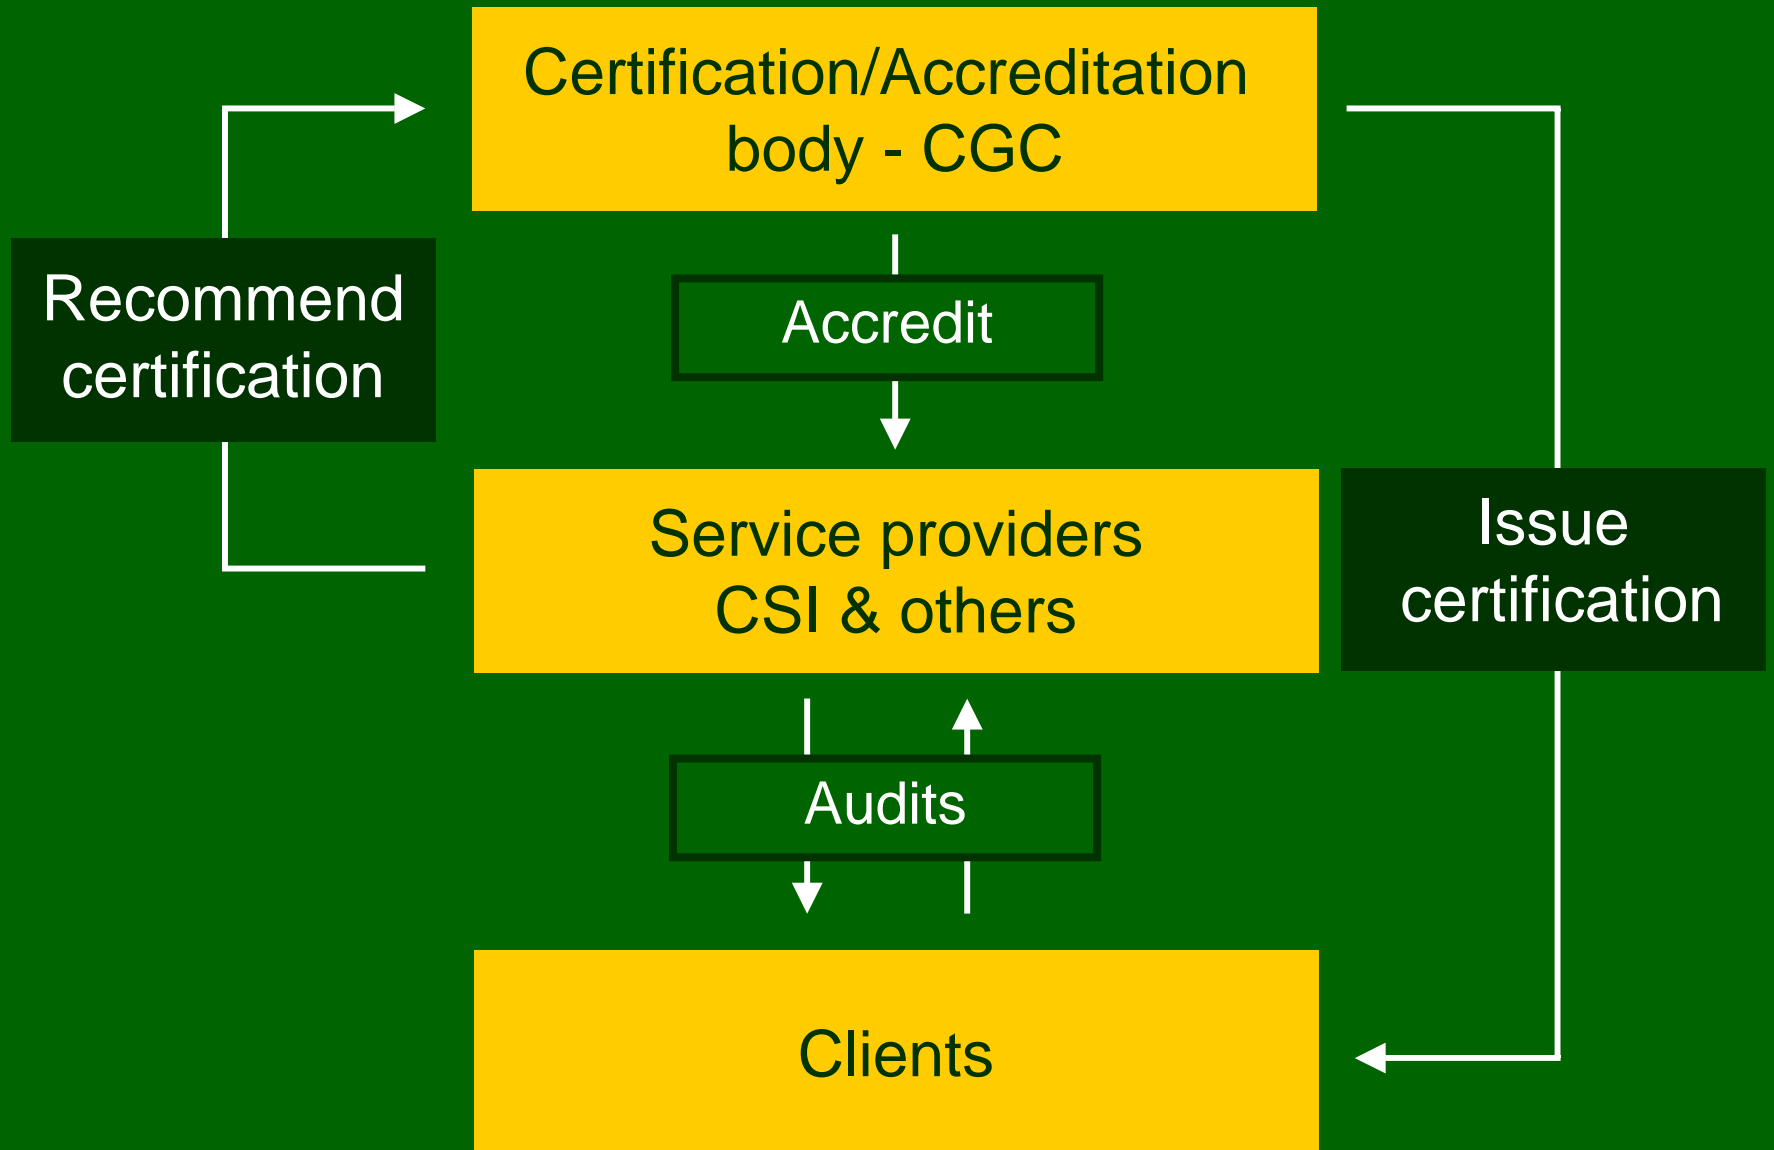 Certification/Accreditation
body - CGC
Recommend
certification
Accredit
Service providers
CSI & others
Issue
certification
Audits
Clients